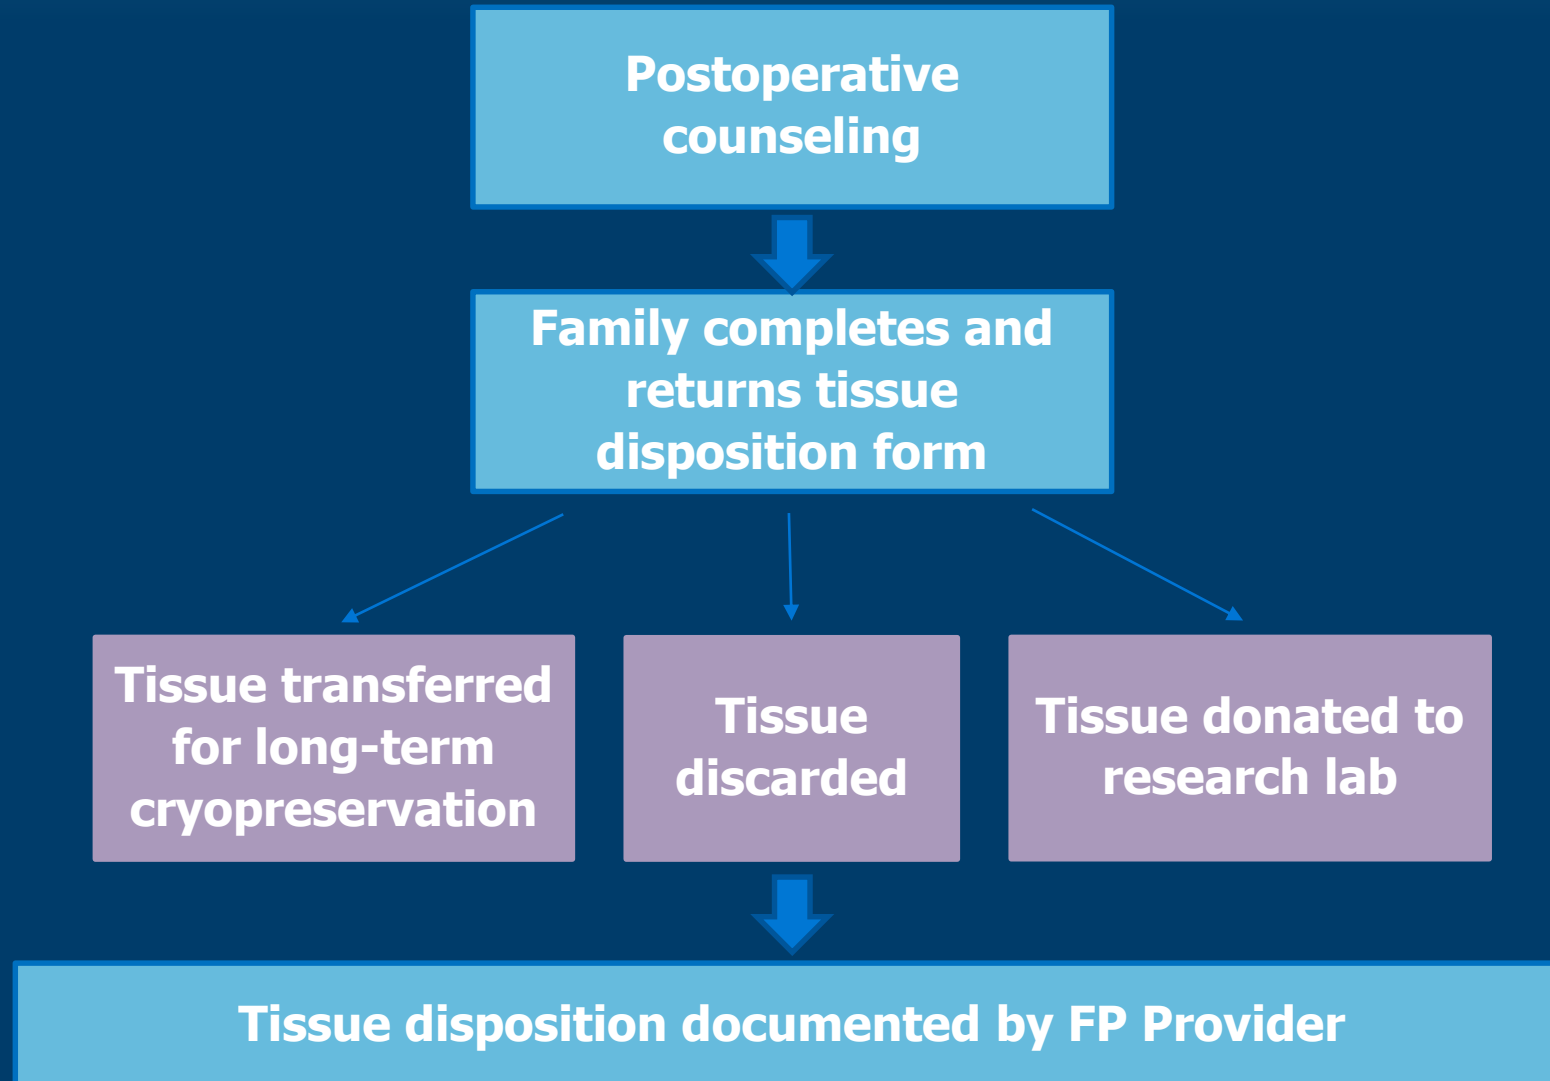 Postoperative
counseling
Family completes and
returns tissue
disposition form
Tissue transferred
for long-term
cryopreservation
Tissue
discarded
Tissue donated to
research lab
Tissue disposition documented by FP Provider